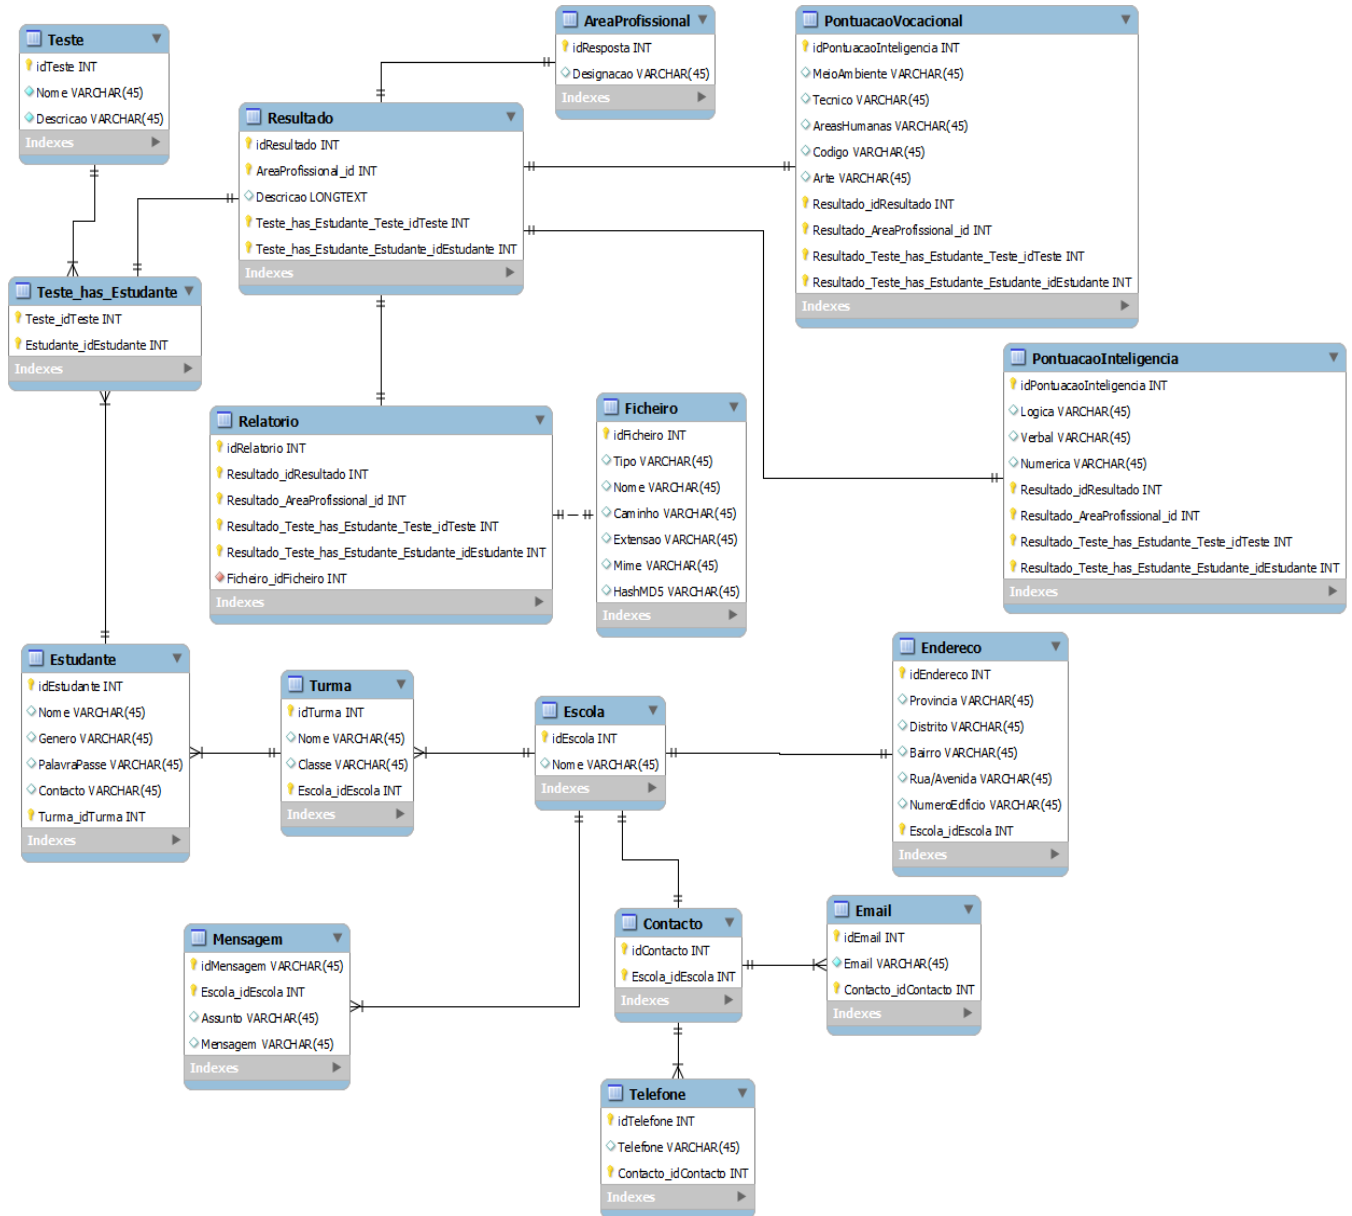 Teste
idTeste INT
Nome VARCHAR(45)
Descricao VARCHAR(45)
Indexes
AreaProfissional
idResposta INT
Designacao VARCHAR(45)
Indexes
PontuacaoVocacional
idPontuacaoInteligencia INT
MeioAmbiente VARCHAR(45)
Tecnico VARCHAR(45)
AreasHumanas VARCHAR(45)
Codigo VARCHAR(45)
Arte VARCHAR(45)
Resultado_idResultado INT
Resultado_AreaProfissional_id INT
Resultado_Teste_has_Estudante_Teste_idTeste INT
Resultado_Teste_has_Estudante_Estudante_idEstudante INT
Indexes
Resultado
idResultado INT
AreaProfissional_id INT
Descricao LONGTEXT
Teste_has_Estudante_Teste_idTeste INT
Teste_has_Estudante_Estudante_idEstudante INT
Indexes
Teste_has_Estudante
Teste_idTeste INT
Estudante_idEstudante INT
Indexes
PontuacaoInteligencia
idPontuacaoInteligencia INT
Logica VARCHAR(45)
Verbal VARCHAR(45)
Numerica VARCHAR(45)
Resultado_idResultado INT
Resultado_AreaProfissional_id INT
Resultado_Teste_has_Estudante_Teste_idTeste INT
Resultado_Teste_has_Estudante_Estudante_idEstudante INT
Indexes
Relatorio
idRelatorio INT
Resultado_idResultado INT
Resultado_AreaProfissional_id INT
Resultado_Teste_has_Estudante_Teste_idTeste INT
Resultado_Teste_has_Estudante_Estudante_idEstudante INT
Ficheiro_idFicheiro INT
Indexes
Ficheiro
idFicheiro INT
Tipo VARCHAR(45)
Nome VARCHAR(45)
Caminho VARCHAR(45)
Extensao VARCHAR(45)
Mime VARCHAR(45)
HashMD5 VARCHAR(45)
Indexes
Estudante
idEstudante INT
Nome VARCHAR(45)
Genero VARCHAR(45)
PalavraPasse VARCHAR(45)
Contacto VARCHAR(45)
Turma_idTurma INT
Indexes
Turma
idTurma INT
Nome VARCHAR(45)
Classe VARCHAR(45)
Escola_idEscola INT
Indexes
Escola
idEscola INT
Nome VARCHAR(45)
Indexes
Endereco
idEndereco INT
Provincia VARCHAR(45)
Distrito VARCHAR(45)
Bairro VARCHAR(45)
Rua/Avenida VARCHAR(45)
NumeroEdficio VARCHAR(45)
Escola_idEscola INT
Indexes
Mensagem
idMensagem VARCHAR(45)
Escola_idEscola INT
Assunto VARCHAR(45)
Mensagem VARCHAR(45)
Indexes
Contacto
idContacto INT
Escola_idEscola INT
Indexes
Email
idEmail INT
Email VARCHAR(45)
Contacto_idContacto INT
Indexes
Telefone
idTelefone INT
Telefone VARCHAR(45)
Contacto_idContacto INT
Indexes